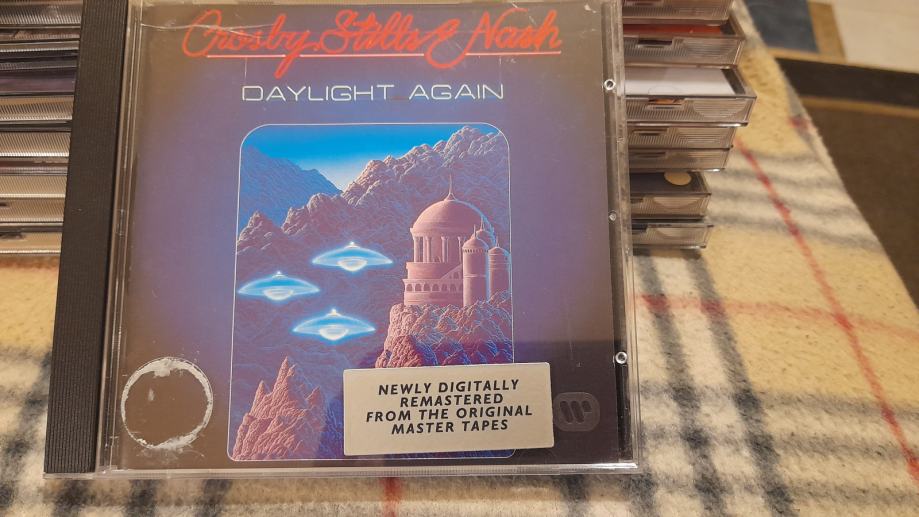 Crosby, Stills & Nash
DAYLIGHT AGAIN
NEWLY DIGITALLY
REMASTERED
FROM THE ORIGINAL
MASTER TAPES